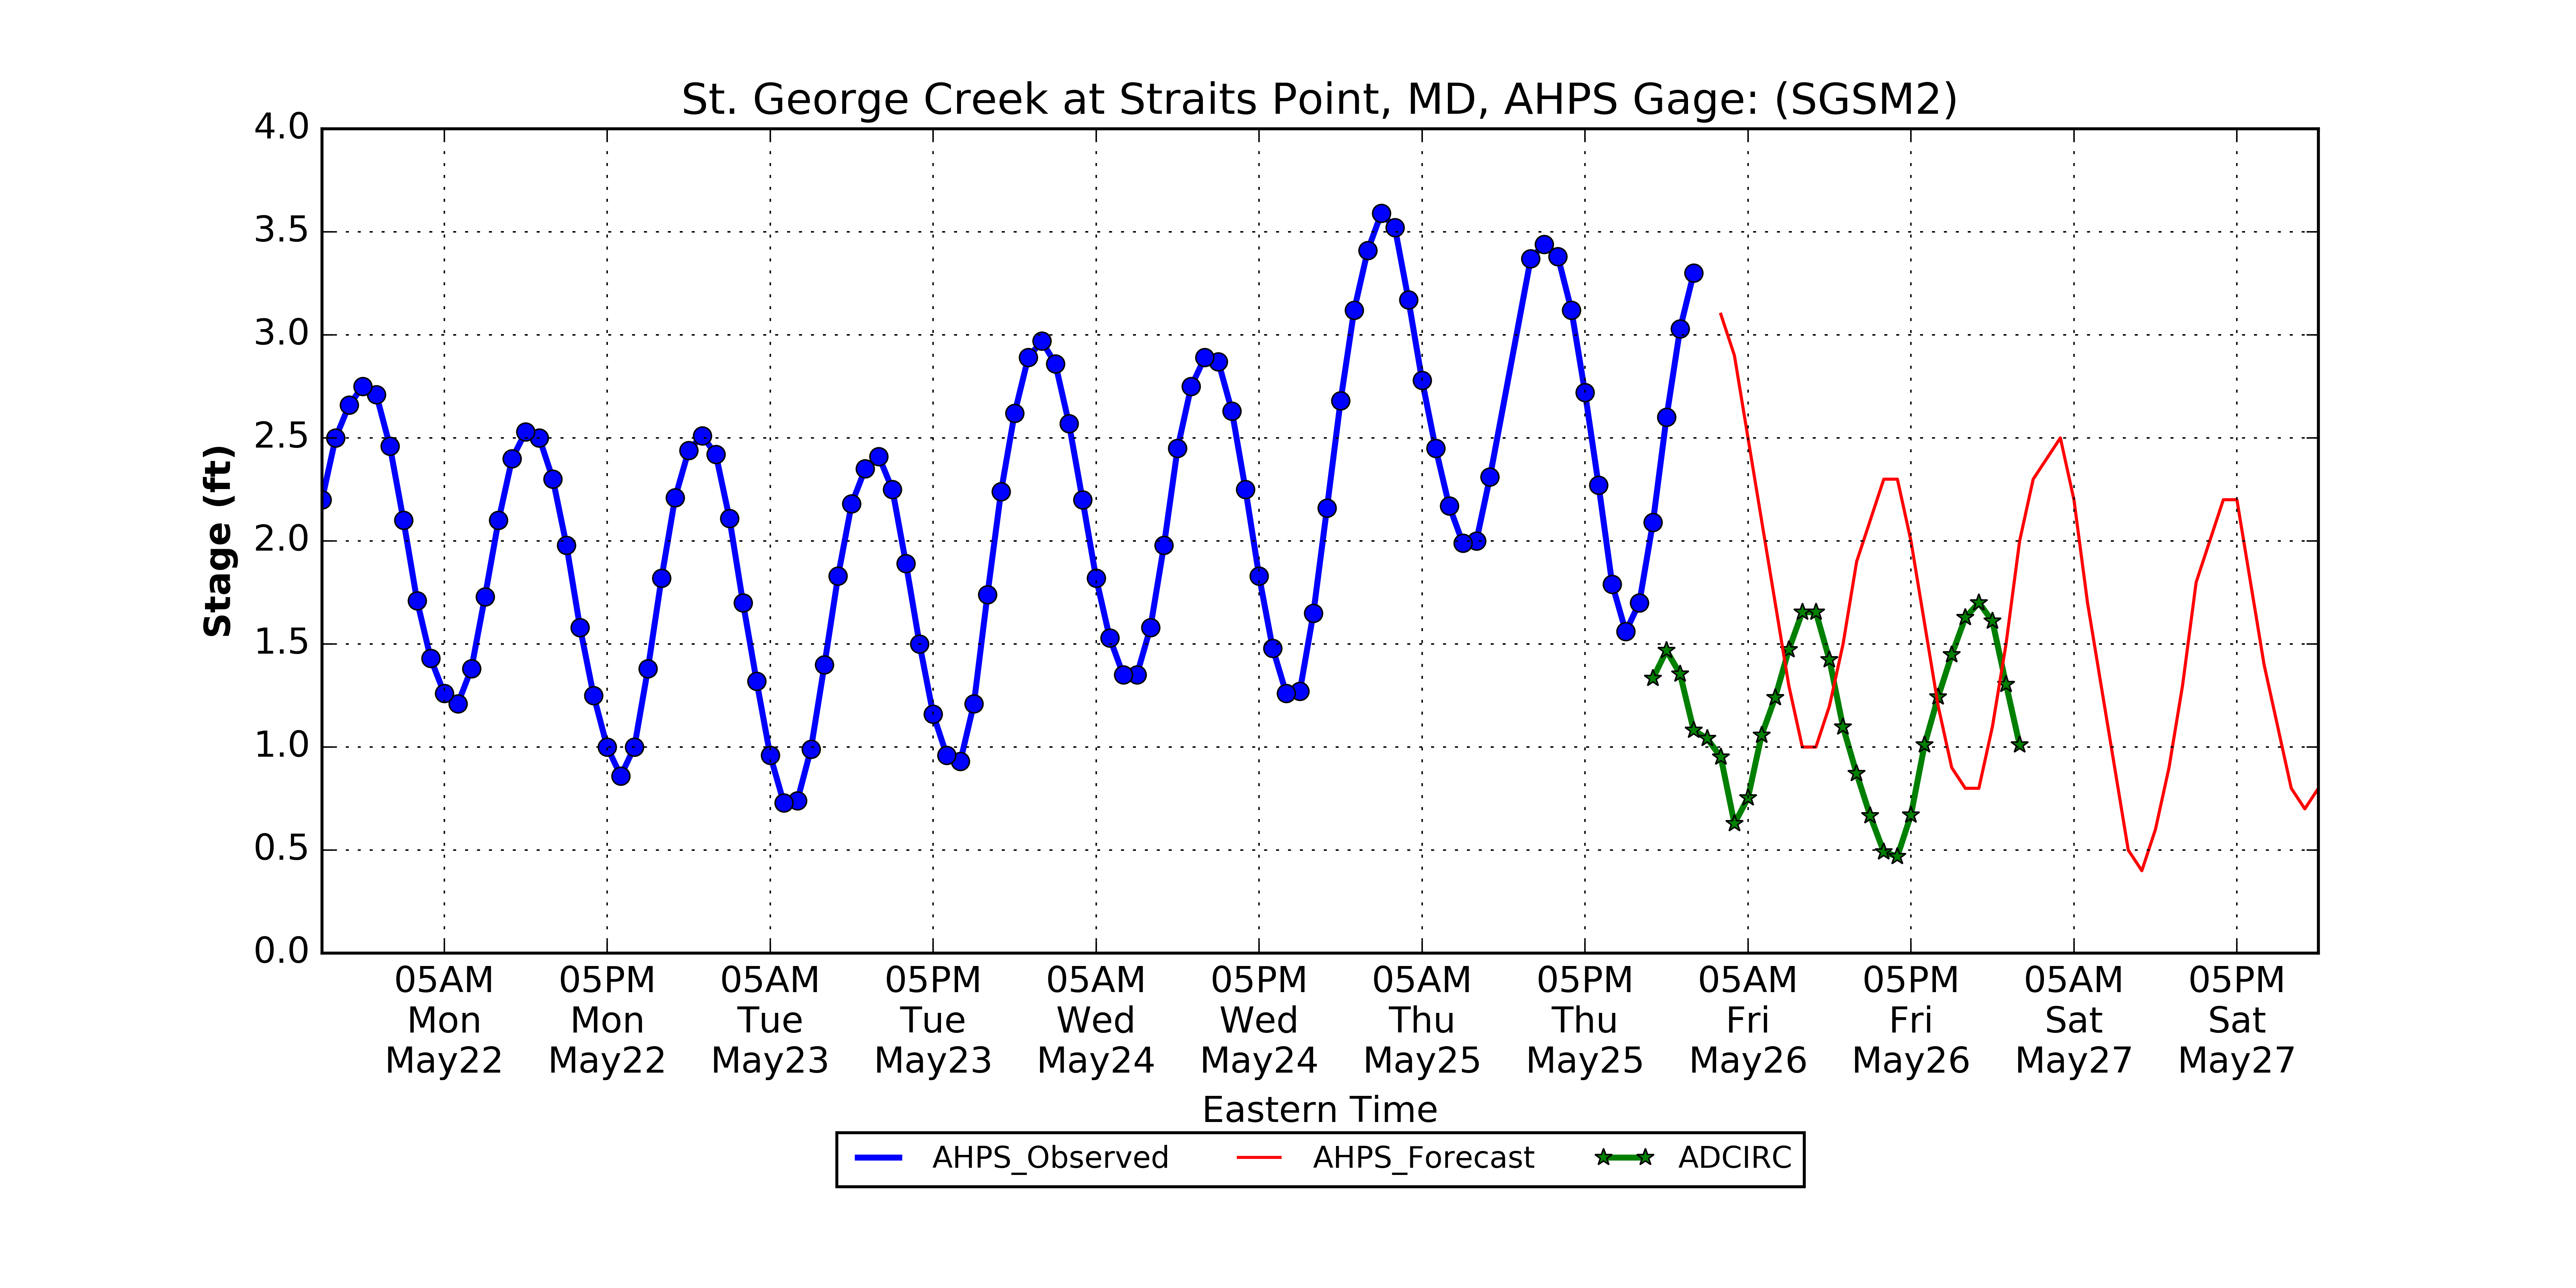 St. George Creek at Straits Point, MD, AHPS Gage: (SGSM2)
4.0
3.5
3.0
2.5
2.0
1.5
1.0
0.5
0.0
Stage (ft)
05AM 05PM 05AM 05PM 05AM 05PM 05AM 05PM 05AM 05PM 05AM 05PM
Mon Mon Tue Tue Wed Wed Thu Thu Fri Fri Sat Sat
May22 May22 May23 May23 May24 May24 May25 May25 May26 May26 May27 May27
Eastern Time
AHPS_Observed AHPS_Forecast ADCIRC